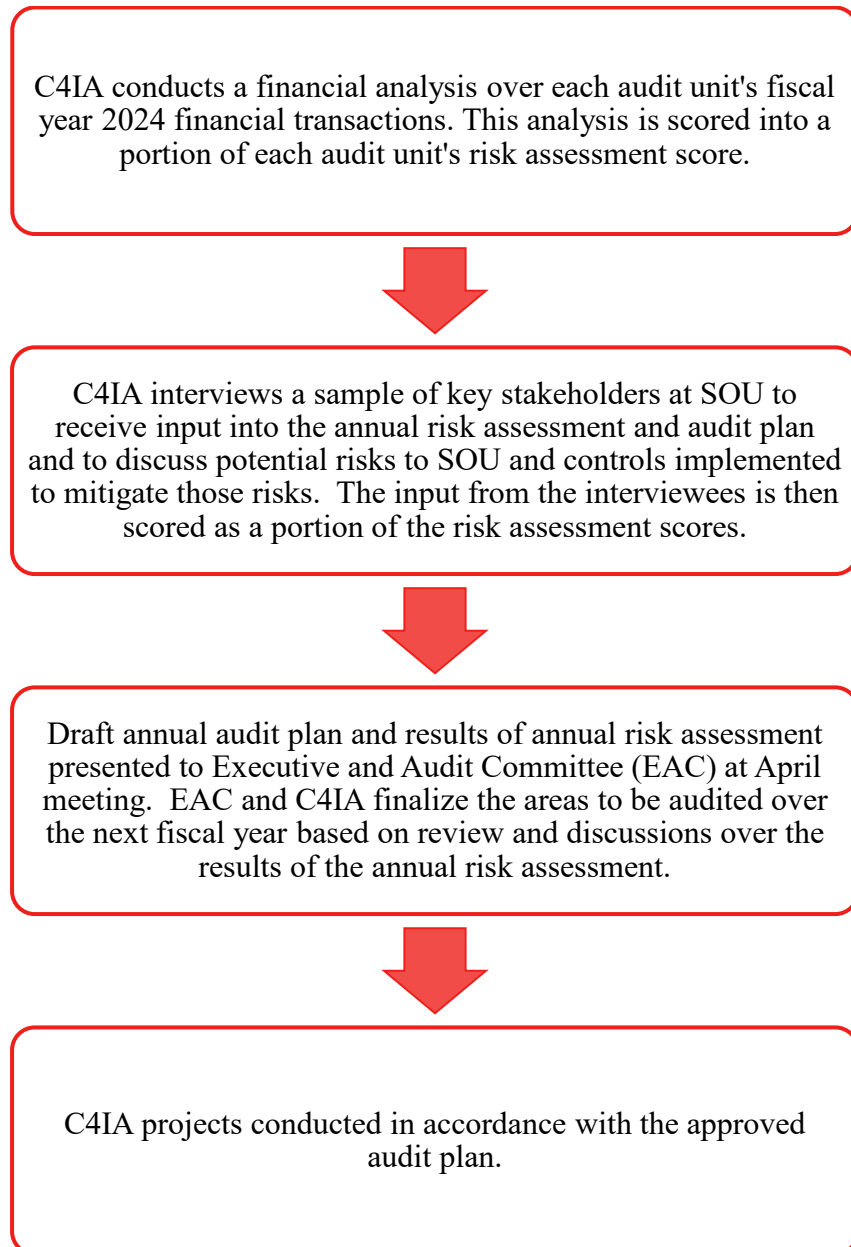 C4IA conducts a financial analysis over each audit unit's fiscal
year 2024 financial transactions. This analysis is scored into a
portion of each audit unit's risk assessment score.
C4IA interviews a sample of key stakeholders at SOU to
receive input into the annual risk assessment and audit plan
and to discuss potential risks to SOU and controls implemented
to mitigate those risks.  The input from the interviewees is then
scored as a portion of the risk assessment scores.
Draft annual audit plan and results of annual risk assessment
presented to Executive and Audit Committee (EAC) at April
meeting.  EAC and C4IA finalize the areas to be audited over
the next fiscal year based on review and discussions over the
results of the annual risk assessment.
C4IA projects conducted in accordance with the approved
audit plan.